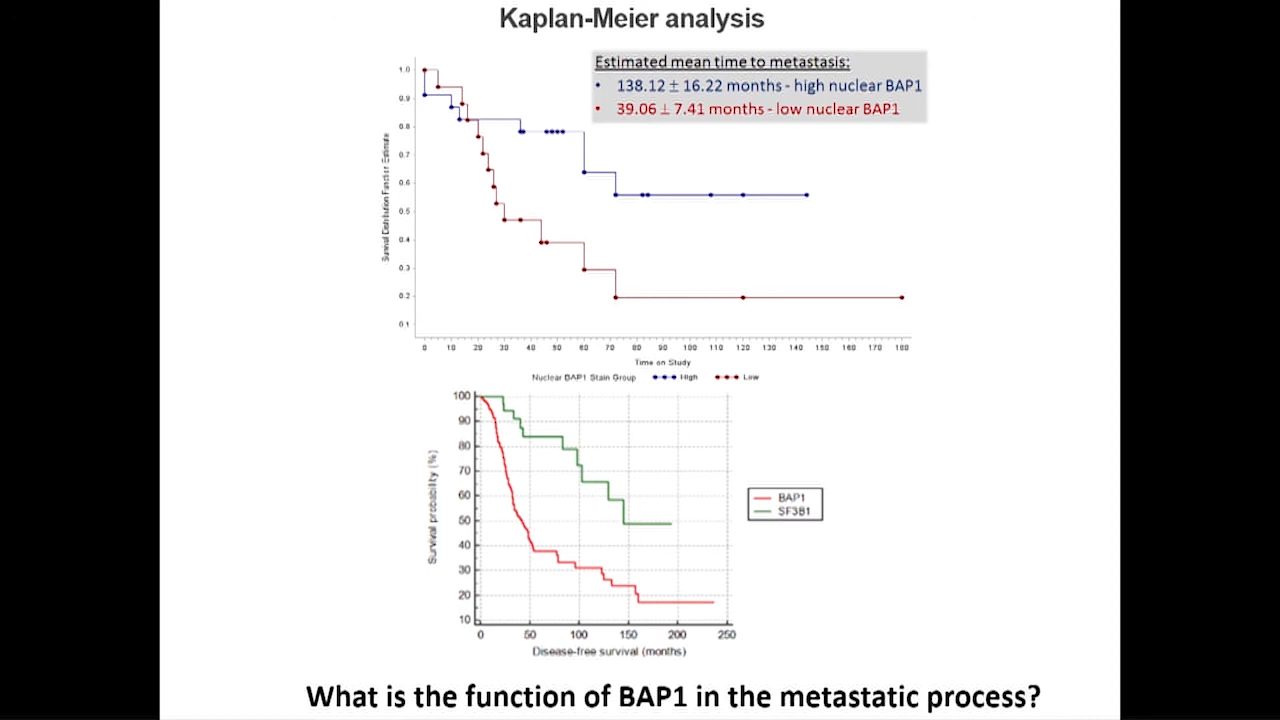 Kaplan-Meier analysis
Estimated mean time to metastasis:
• 138.12 ± 16.22 months - high nuclear BAP1
• 39.06 ± 7.41 months - low nuclear BAP1
Survival Distribution Function Estimate
1.0
0.9
0.8
0.7
0.6
0.5
0.4
0.3
0.2
0.1
0 10 20 30 40 50 60 70 80 90 100 110 120 130 140 150 160 170 180
Time on Study
Nuclear BAP1 Stain Group High Low
Survival probability (%)
100
90
80
70
60
50
40
30
20
10
0 50 100 150 200 250
Disease-free survival (months)
BAP1
SF3B1
What is the function of BAP1 in the metastatic process?